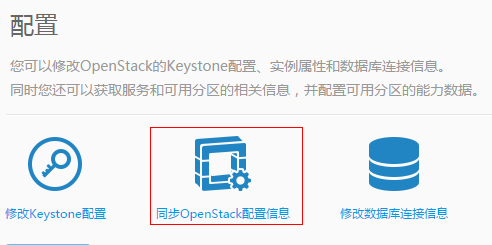 配置
您可以修改OpenStack的Keystone配置、实例属性和数据库连接信息。
同时您还可以获取服务和可用分区的相关信息，并配置可用分区的能力数据。
修改Keystone配置
同步OpenStack配置信息
修改数据库连接信息